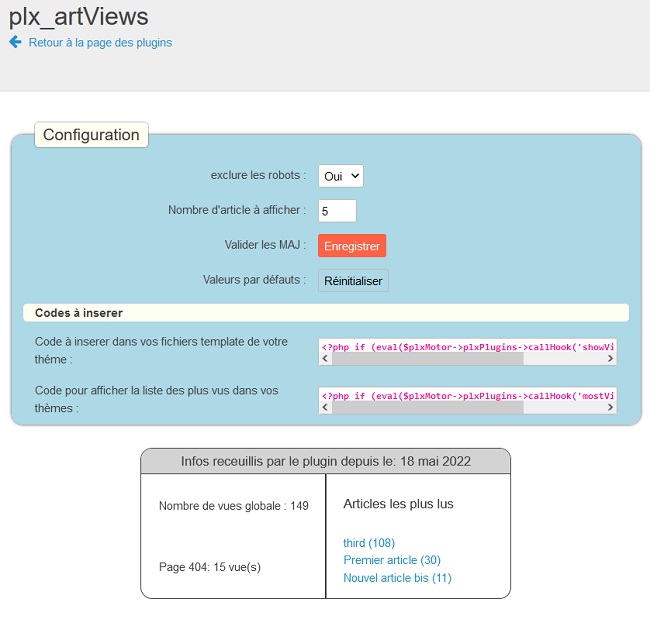 plx_artViews
Retour à la page des plugins
Configuration
exclure les robots :
Oui
Nombre d'article à afficher :
5
Valider les MAJ :
Enregistrer
Valeurs par défauts :
Réinitialiser
Codes à inserer
Code à inserer dans vos fichiers template de votre
théme :
<?php if (eval($plxMotor->plxPlugins->callHook('showVi
Code pour afficher la liste des plus vus dans vos
thèmes :
<?php if (eval($plxMotor->plxPlugins->callHook('mostVi
Infos receuillis par le plugin depuis le: 18 mai 2022
Nombre de vues globale : 149
Page 404: 15 vue(s)
Articles les plus lus
third (108)
Premier article (30)
Nouvel article bis (11)